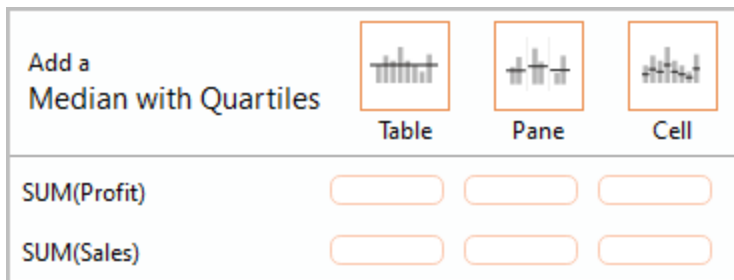 Add a
Median with Quartiles
Table Pane Cell
SUM(Profit)
SUM(Sales)